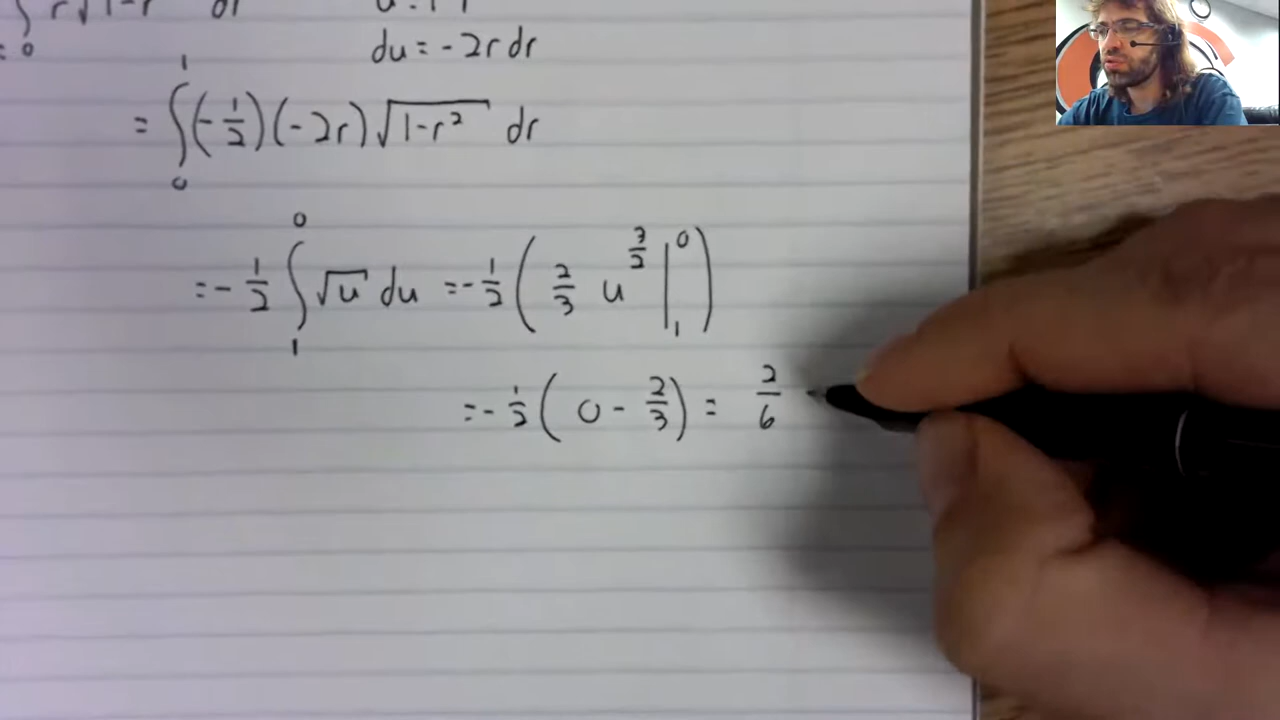 du = -2r dr
= ∫₀¹ (-1/2)(-2r)√(1-r²) dr
= -1/2 ∫₁⁰ √u du = -1/2 ( 2/3 u^(3/2) |₁⁰ )
= -1/2 ( 0 - 2/3 ) = 2/6